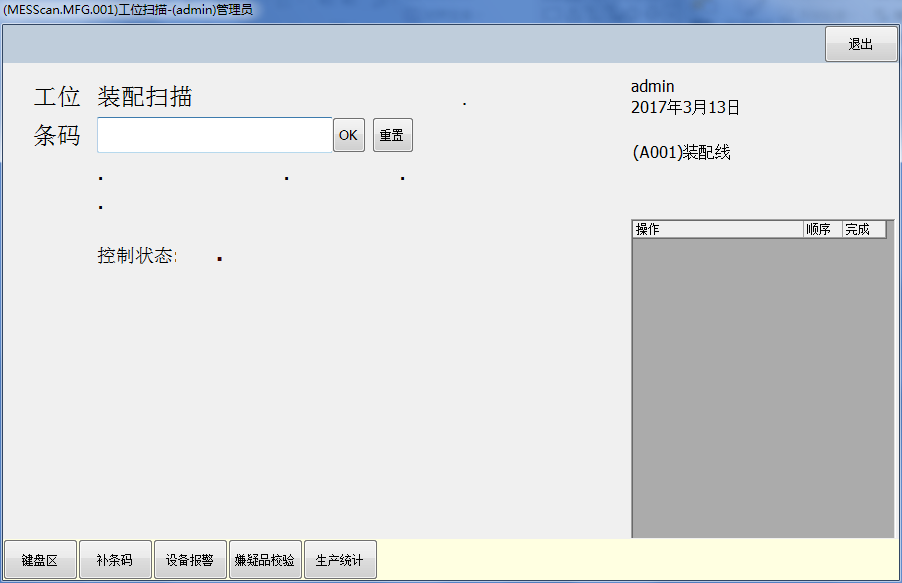 (MESScan.MFG.001)工位扫描-(admin)管理员
退出
工位 装配扫描 .
admin
2017年3月13日
条码 OK 重置
(A001)装配线
. . .
.
操作 顺序 完成
控制状态: .
键盘区 补条码 设备报警 嫌疑品校验 生产统计